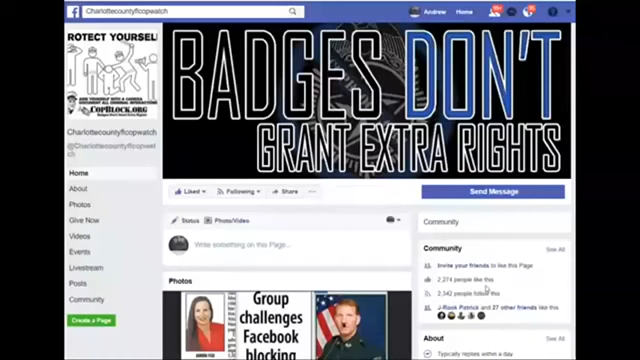 Charlottecountyflcopwatch
Andrew Home
PROTECT YOURSELF
COPBLOCK.ORG
BADGES DON'T
GRANT EXTRA RIGHTS
Charlottecountyflcopwatch
@Charlottecountyflcopwatch
Home
About
Photos
Give Now
Videos
Events
Livestream
Posts
Community
Create a Page
Liked Following Share ...
Send Message
Status Photo/Video
Write something on this Page...
Photos
Group
challenges
Facebook
blocking
Community
Community See All
Invite your friends to like this Page
2,274 people like this
2,342 people follow this
J-Rook Patrick and 27 other friends like this
About See All
Typically replies within a day